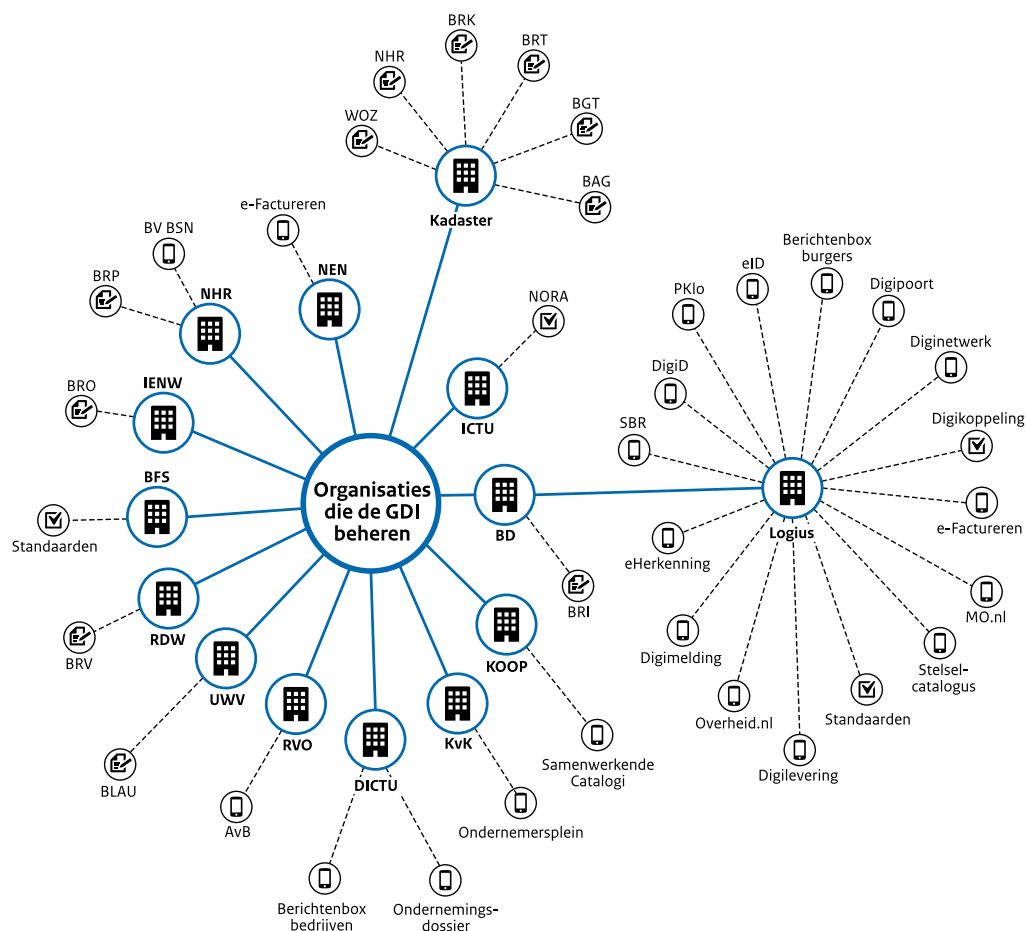 BRK
BRT
NHR
BGT
WOZ
BAG
Kadaster
e-Factureren
BV BSN
BRP
NHR
NEN
NORA
ICTU
BRO
IENW
BFS
Standaarden
Organisaties
die de GDI
beheren
BD
BRI
RDW
BRV
UWV
BLAU
RVO
AvB
DICTU
Berichtenbox
bedrijven
Ondernemings-
dossier
KvK
Ondernemersplein
KOOP
Samenwerkende
Catalogi
Berichtenbox
burgers
eID
PKIo
Digipoort
Diginetwerk
DigiD
Digikoppeling
SBR
e-Factureren
Logius
eHerkenning
MO.nl
Digimelding
Stelsel-
catalogus
Overheid.nl
Standaarden
Digilevering